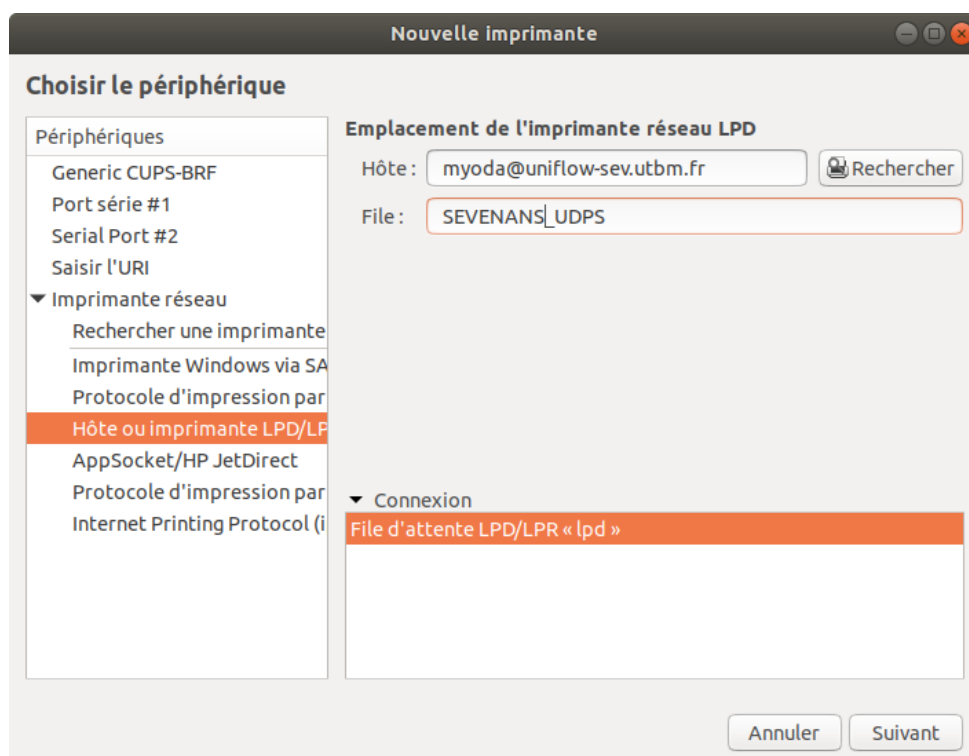 Nouvelle imprimante
Choisir le périphérique
Périphériques
Generic CUPS-BRF
Port série #1
Serial Port #2
Saisir l'URI
Imprimante réseau
Rechercher une imprimante
Imprimante Windows via SA
Protocole d'impression par
Hôte ou imprimante LPD/LP
AppSocket/HP JetDirect
Protocole d'impression par
Internet Printing Protocol (i
Emplacement de l'imprimante réseau LPD
Hôte : myoda@uniflow-sev.utbm.fr Rechercher
File : SEVENANS_UDPS
Connexion
File d'attente LPD/LPR « lpd »
Annuler Suivant